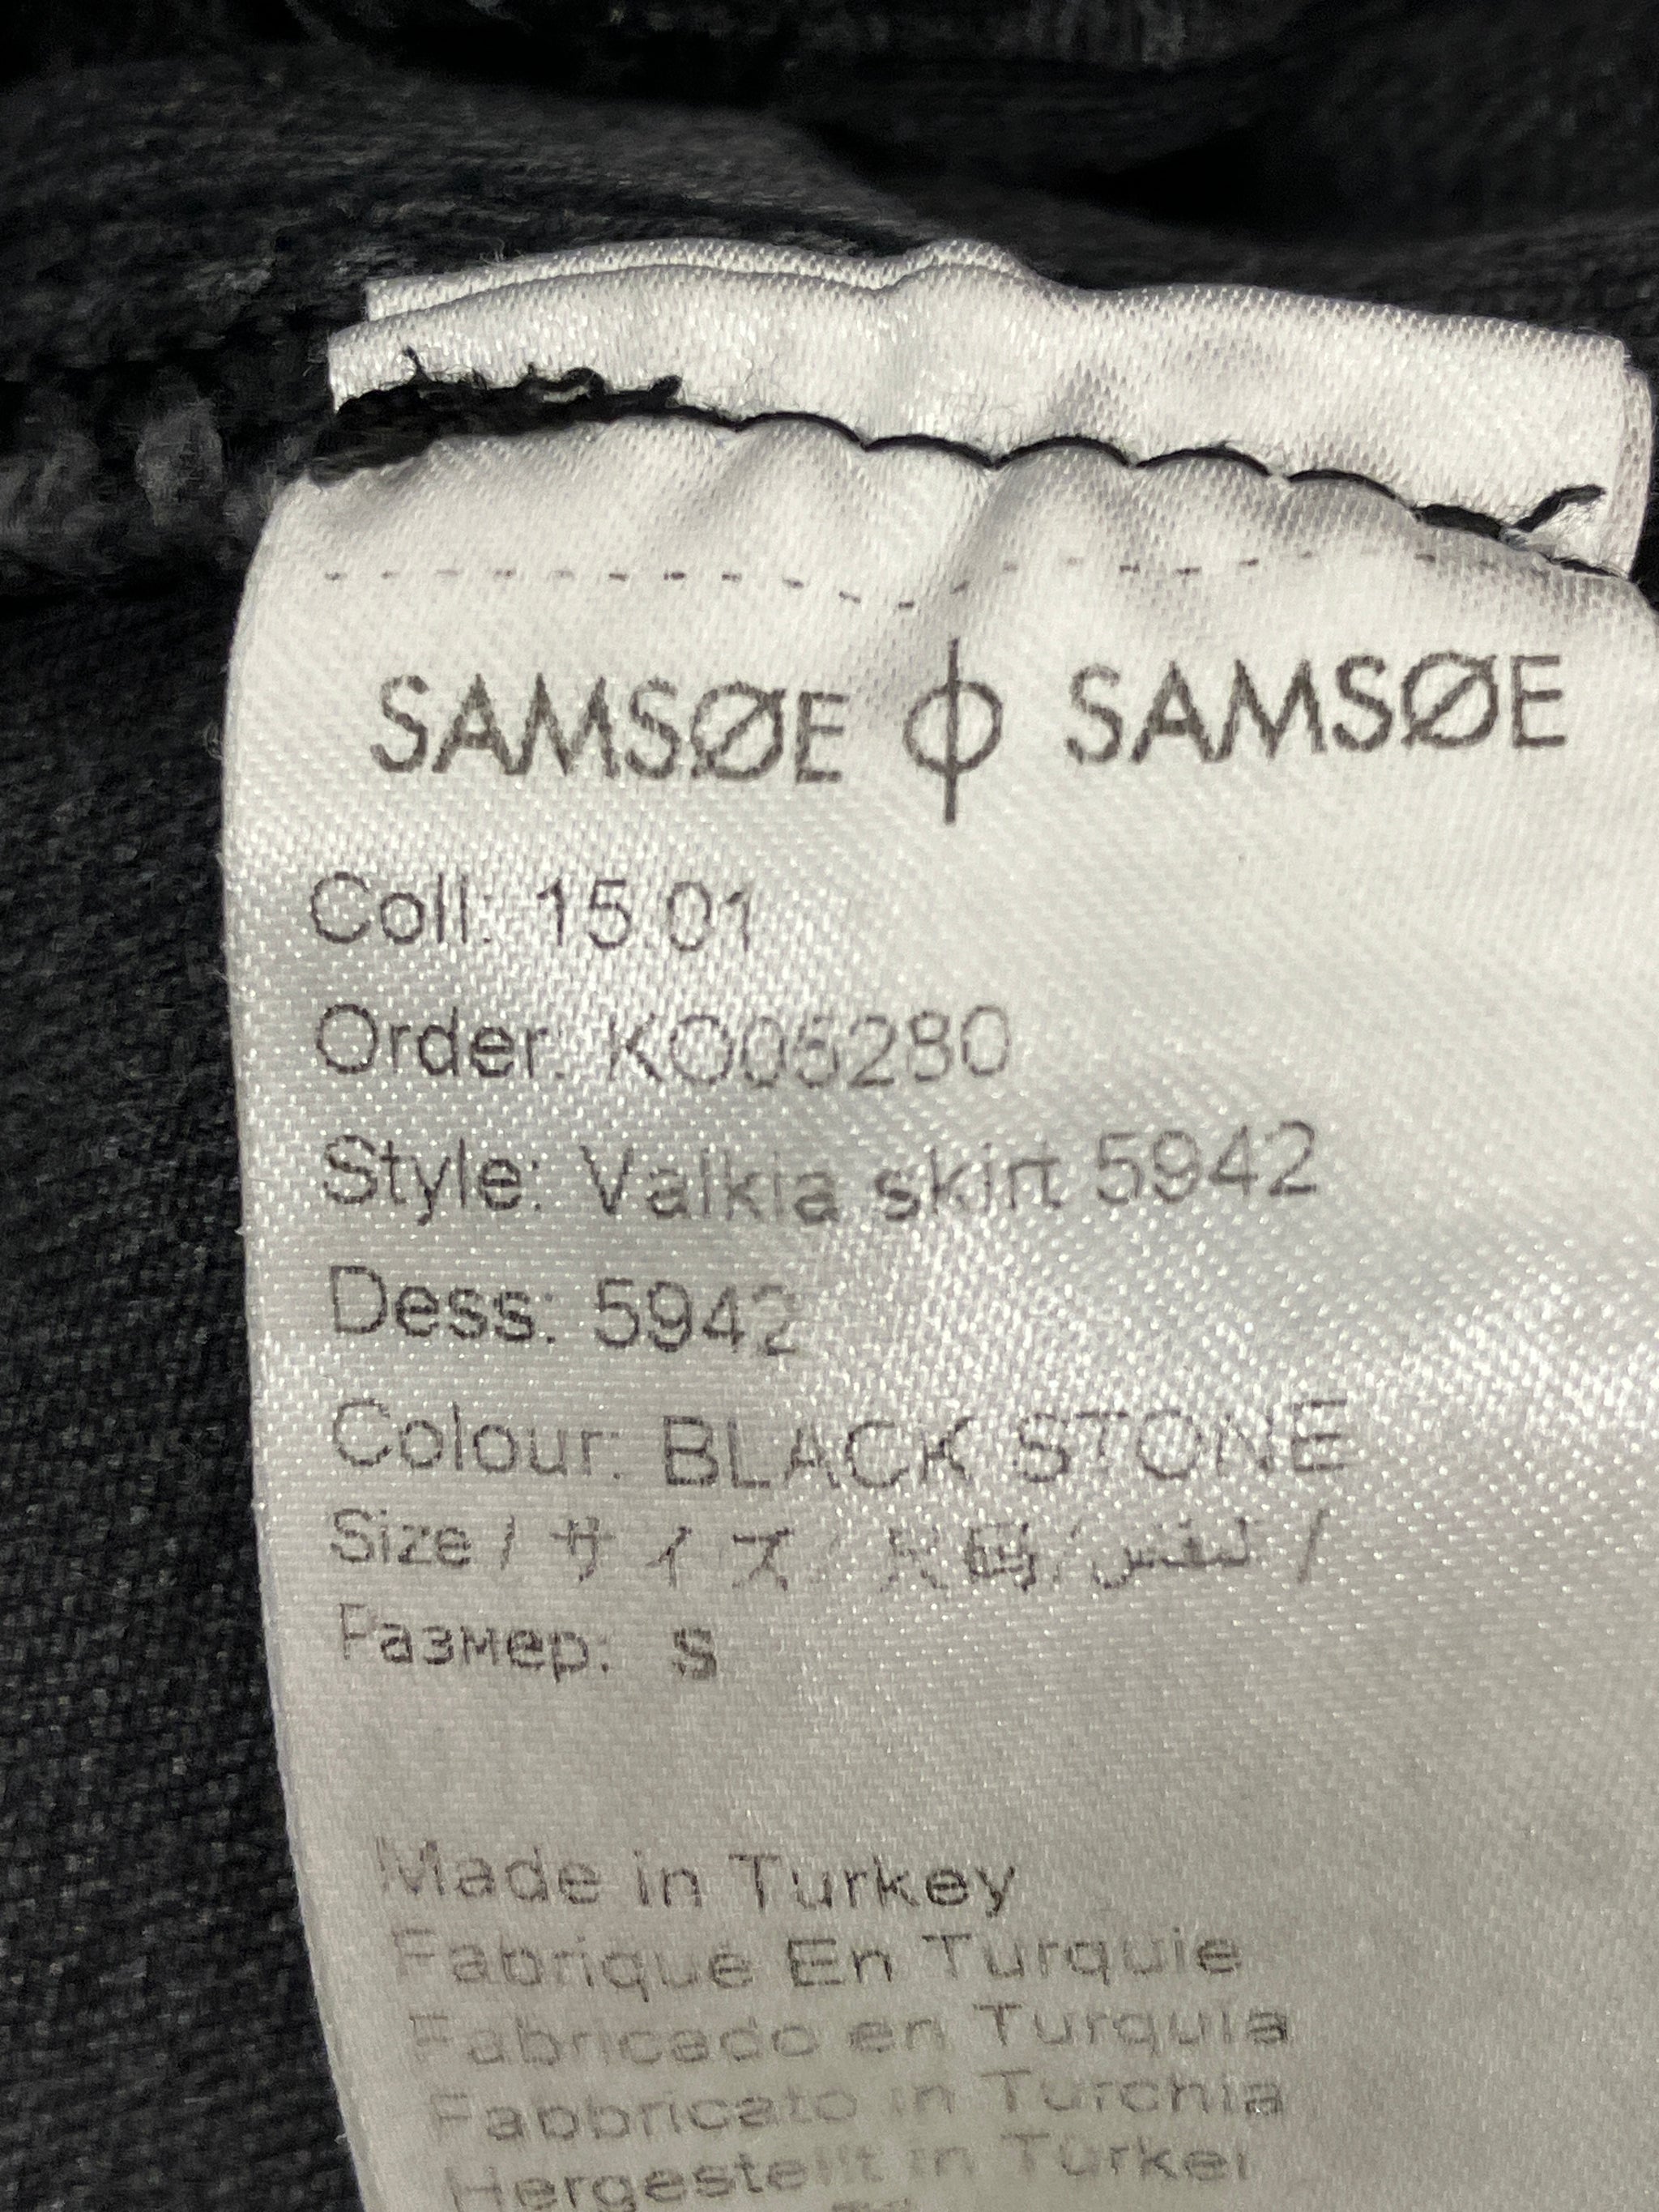 SAMSØE ϕ SAMSØE
Coll: 15.01
Order: KO05280
Style: Valkia skirt 5942
Dess: 5942
Colour: BLACK STONE
Size / サイズ / 尺码 / لنفس /
Размер: S
Made in Turkey
Fabrique En Turquie
Fabricado en Turquia
Fabbricato in Turchia
Hergestellt in Türkei